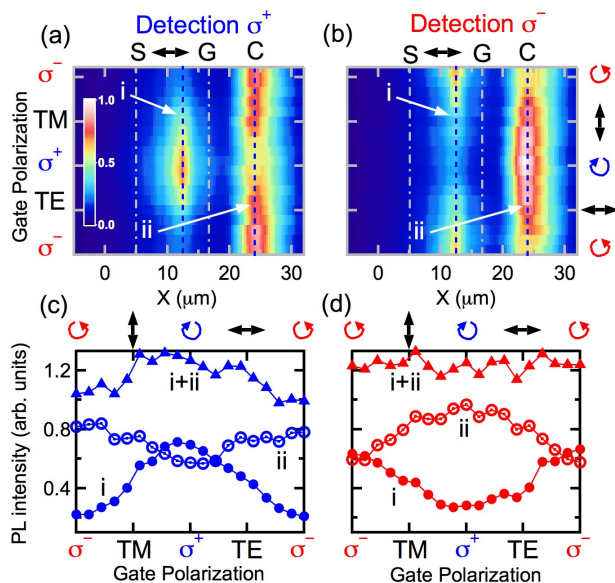 Detection σ⁺
Detection σ⁻
(a) S G C
(b) S G C
Gate Polarization
σ⁻
TM
σ⁺
TE
σ⁻
1.0
0.5
0.0
i
ii
i
ii
0 10 20 30
X (μm)
0 10 20 30
X (μm)
(c)
(d)
PL intensity (arb. units)
1.2
0.8
0.4
i+ii
ii
i
i+ii
ii
i
σ⁻ TM σ⁺ TE σ⁻
Gate Polarization
σ⁻ TM σ⁺ TE σ⁻
Gate Polarization